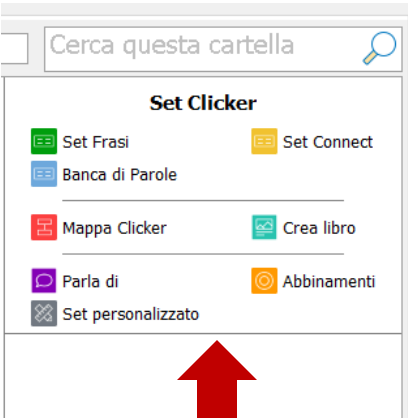 Cerca questa cartella
Set Clicker
Set Frasi Set Connect
Banca di Parole
Mappa Clicker Crea libro
Parla di Abbinamenti
Set personalizzato